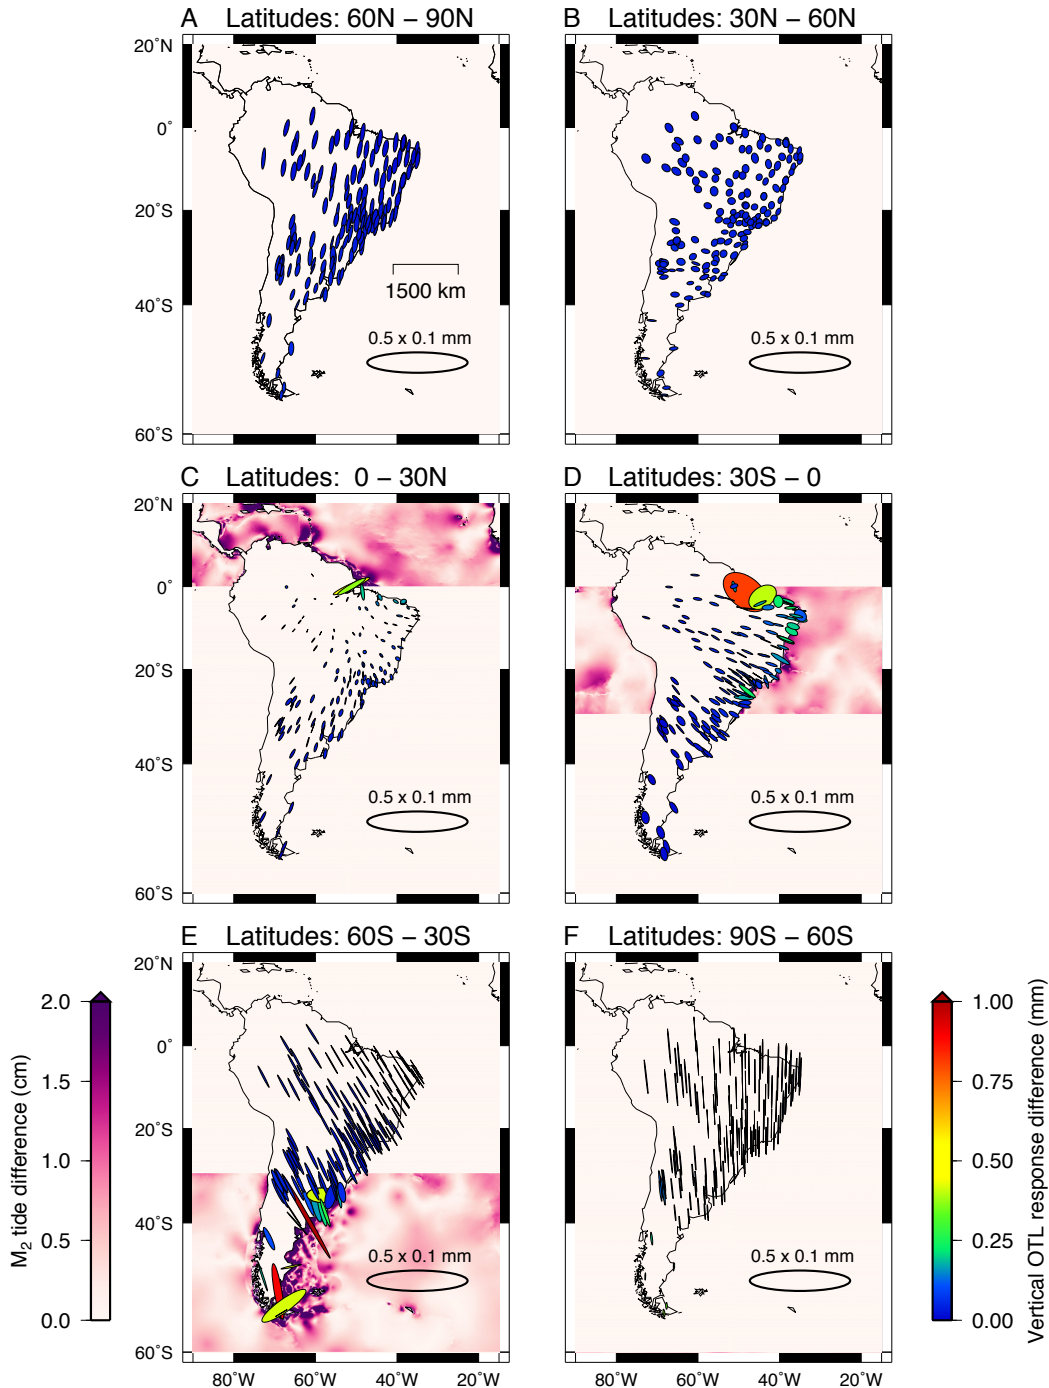 A Latitudes: 60N – 90N
B Latitudes: 30N – 60N
20°N
0°
20°S
40°S
60°S
1500 km
0.5 x 0.1 mm
0.5 x 0.1 mm
C Latitudes: 0 – 30N
D Latitudes: 30S – 0
20°N
0°
20°S
40°S
60°S
0.5 x 0.1 mm
0.5 x 0.1 mm
E Latitudes: 60S – 30S
F Latitudes: 90S – 60S
20°N
0°
20°S
40°S
60°S
0.5 x 0.1 mm
0.5 x 0.1 mm
80°W 60°W 40°W 20°W
80°W 60°W 40°W 20°W
M₂ tide difference (cm)
2.0
1.5
1.0
0.5
0.0
1.00
0.75
0.50
0.25
0.00
Vertical OTL response difference (mm)